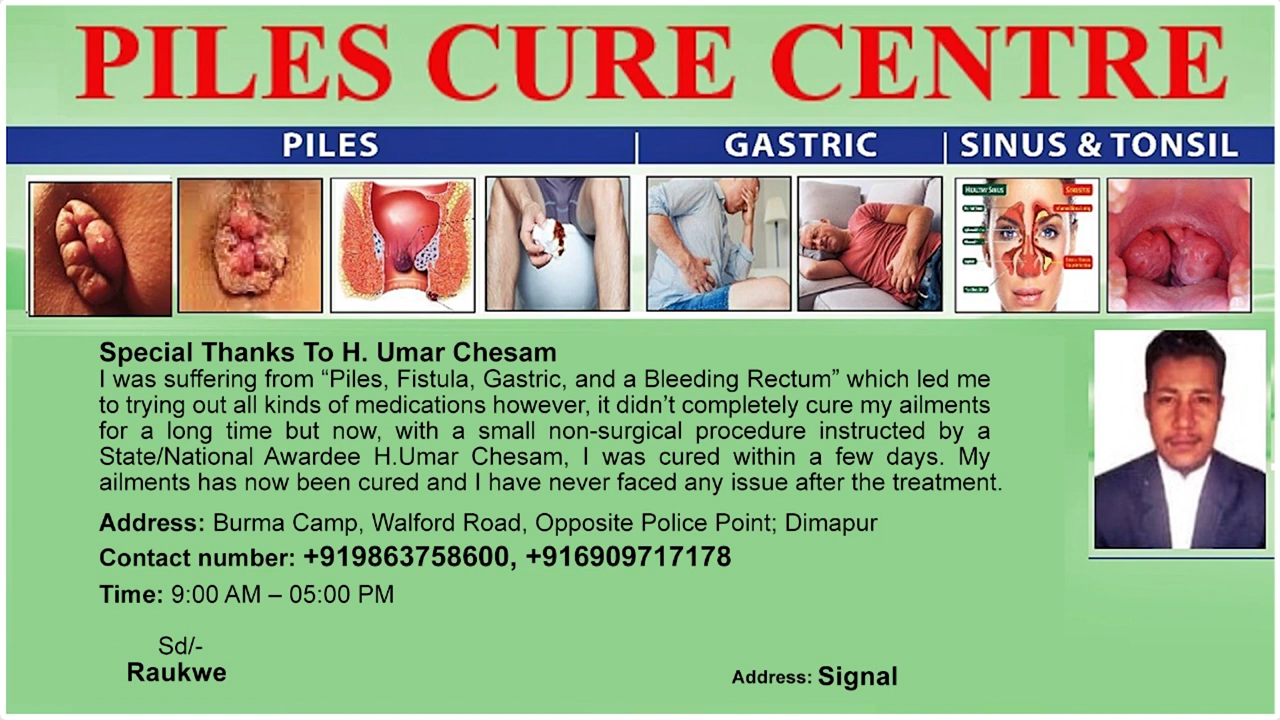 PILES CURE CENTRE
PILES | GASTRIC | SINUS & TONSIL
HEALTHY SINUS
SINUSITIS
Special Thanks To H. Umar Chesam
I was suffering from “Piles, Fistula, Gastric, and a Bleeding Rectum” which led me
to trying out all kinds of medications however, it didn’t completely cure my ailments
for a long time but now, with a small non-surgical procedure instructed by a
State/National Awardee H.Umar Chesam, I was cured within a few days. My
ailments has now been cured and I have never faced any issue after the treatment.
Address: Burma Camp, Walford Road, Opposite Police Point; Dimapur
Contact number: +919863758600, +916909717178
Time: 9:00 AM – 05:00 PM
Sd/-
Raukwe
Address: Signal